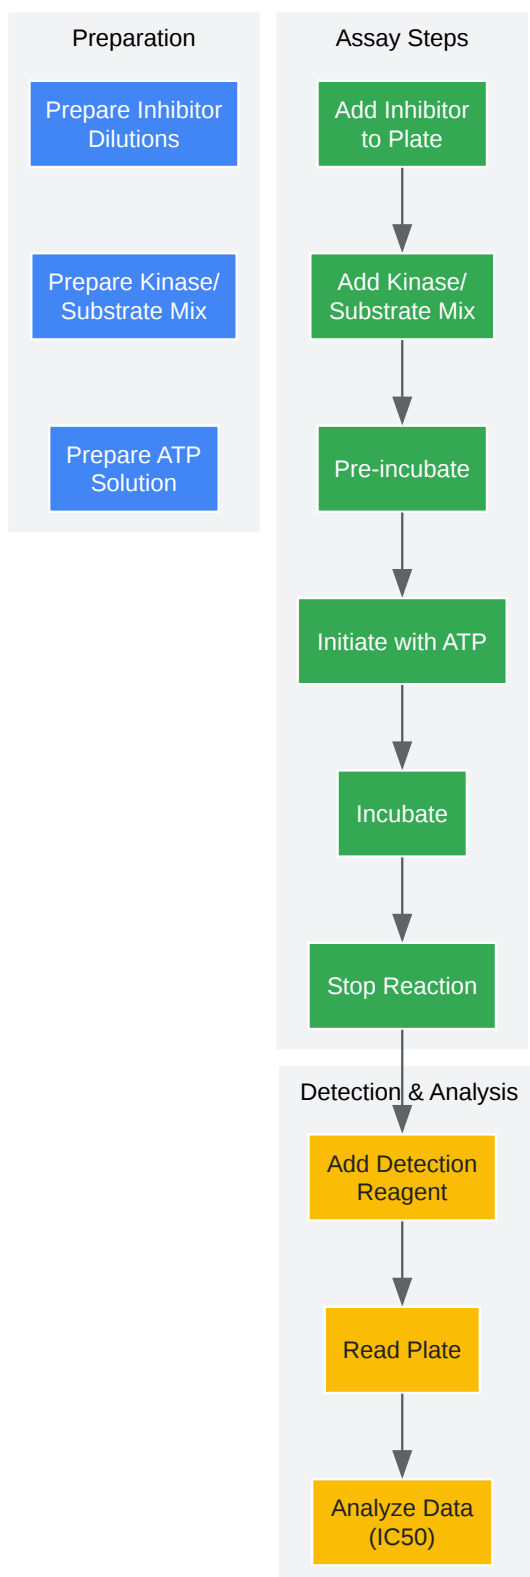 Preparation
Prepare Inhibitor
Dilutions
Prepare Kinase/
Substrate Mix
Prepare ATP
Solution
Assay Steps
Add Inhibitor
to Plate
Add Kinase/
Substrate Mix
Pre-incubate
Initiate with ATP
Incubate
Stop Reaction
Detection & Analysis
Add Detection
Reagent
Read Plate
Analyze Data
(IC50)